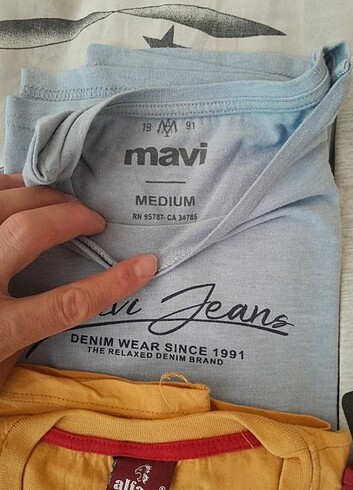 19 91
mavi
MEDIUM
RN 95787 CA 34785
Jeans
DENIM WEAR SINCE 1991
THE RELAXED DENIM BRAND